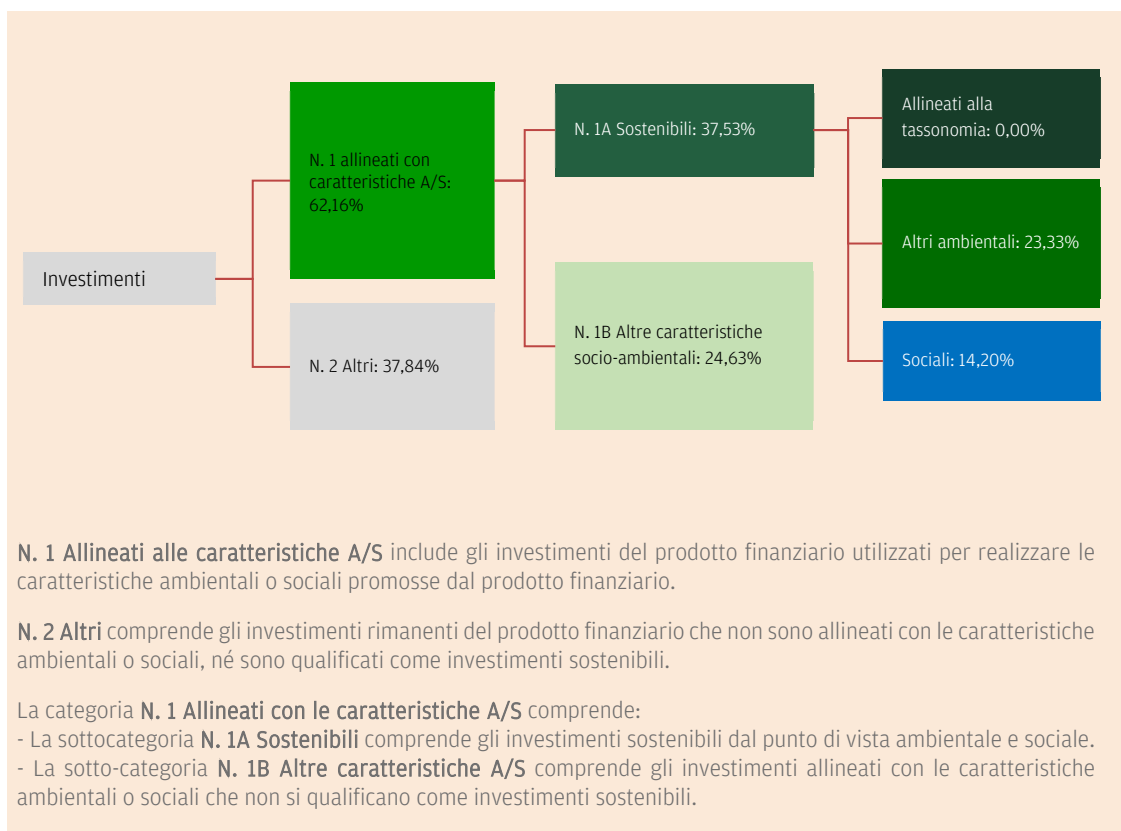 Investimenti
N. 1 allineati con
caratteristiche A/S:
62,16%
N. 2 Altri: 37,84%
N. 1A Sostenibili: 37,53%
N. 1B Altre caratteristiche
socio-ambientali: 24,63%
Allineati alla
tassonomia: 0,00%
Altri ambientali: 23,33%
Sociali: 14,20%
N. 1 Allineati alle caratteristiche A/S include gli investimenti del prodotto finanziario utilizzati per realizzare le
caratteristiche ambientali o sociali promosse dal prodotto finanziario.
N. 2 Altri comprende gli investimenti rimanenti del prodotto finanziario che non sono allineati con le caratteristiche
ambientali o sociali, né sono qualificati come investimenti sostenibili.
La categoria N. 1 Allineati con le caratteristiche A/S comprende:
- La sottocategoria N. 1A Sostenibili comprende gli investimenti sostenibili dal punto di vista ambientale e sociale.
- La sotto-categoria N. 1B Altre caratteristiche A/S comprende gli investimenti allineati con le caratteristiche
ambientali o sociali che non si qualificano come investimenti sostenibili.